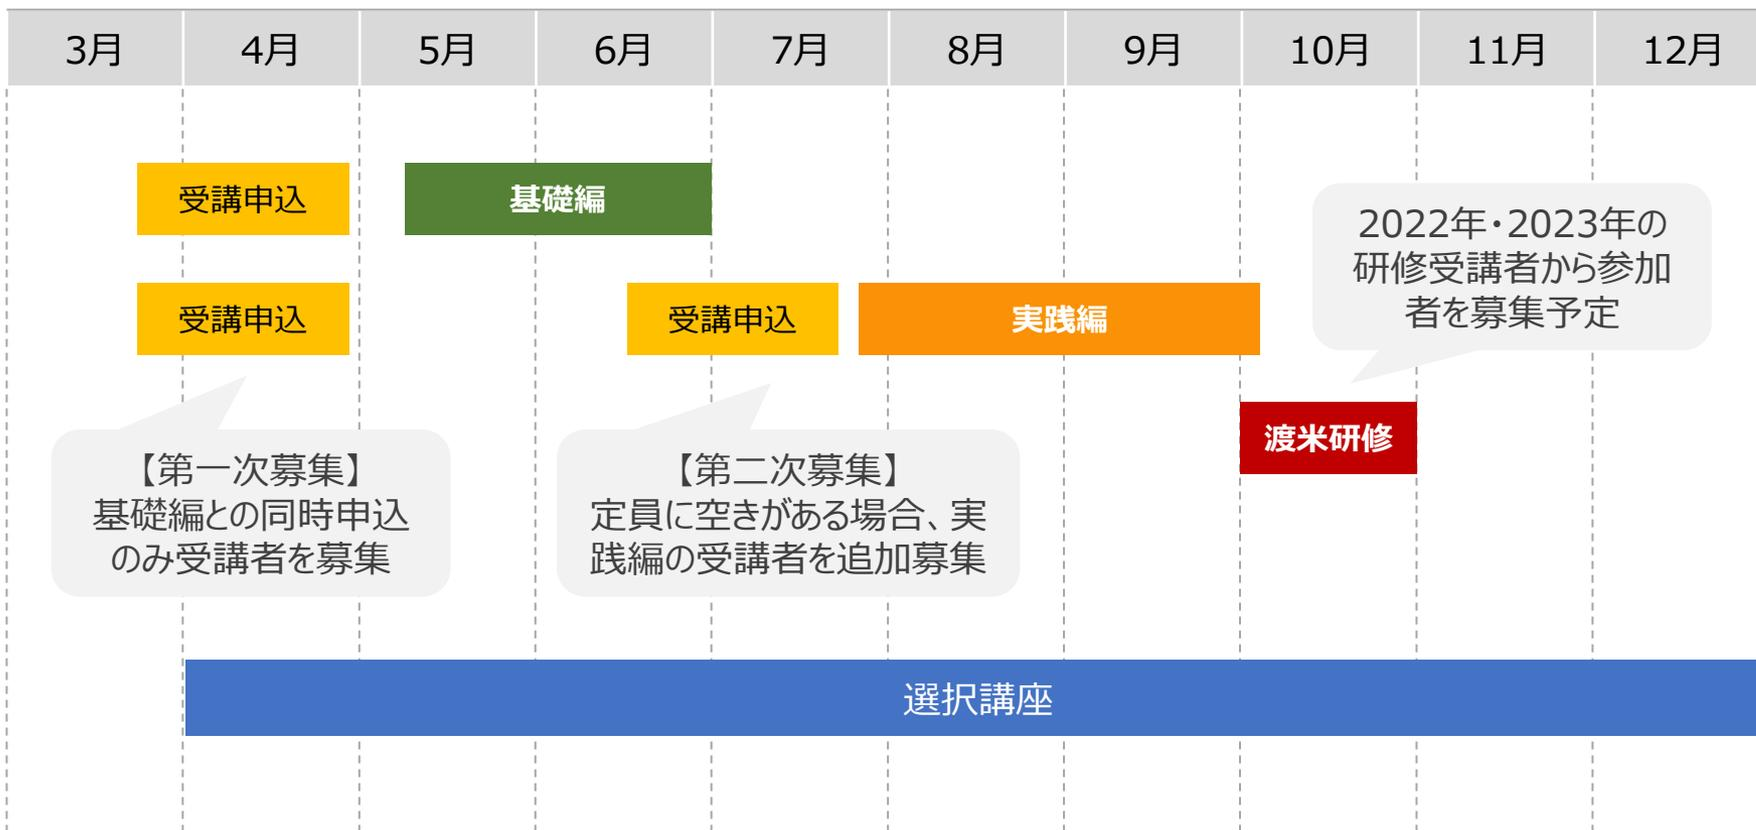 3月 4月 5月 6月 7月 8月 9月 10月 11月 12月
受講申込 基礎編
受講申込 受講申込 実践編
2022年・2023年の
研修受講者から参加
者を募集予定
渡米研修
【第一次募集】
基礎編との同時申込
のみ受講者を募集
【第二次募集】
定員に空きがある場合、実
践編の受講者を追加募集
選択講座